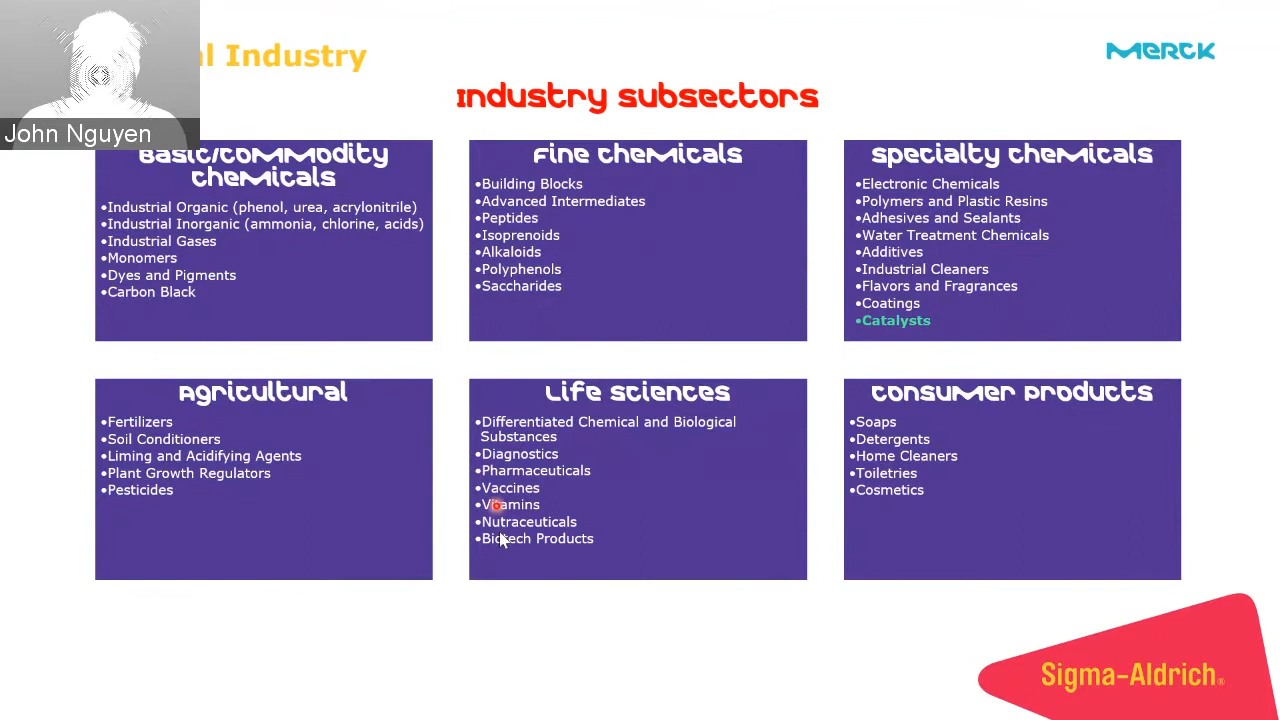 l Industry
MERCK
Industry subsectors
John Nguyen
Basic/commodity
chemicals
•Industrial Organic (phenol, urea, acrylonitrile)
•Industrial Inorganic (ammonia, chlorine, acids)
•Industrial Gases
•Monomers
•Dyes and Pigments
•Carbon Black
Fine chemicals
•Building Blocks
•Advanced Intermediates
•Peptides
•Isoprenoids
•Alkaloids
•Polyphenols
•Saccharides
Specialty chemicals
•Electronic Chemicals
•Polymers and Plastic Resins
•Adhesives and Sealants
•Water Treatment Chemicals
•Additives
•Industrial Cleaners
•Flavors and Fragrances
•Coatings
•Catalysts
Agricultural
•Fertilizers
•Soil Conditioners
•Liming and Acidifying Agents
•Plant Growth Regulators
•Pesticides
Life sciences
•Differentiated Chemical and Biological
Substances
•Diagnostics
•Pharmaceuticals
•Vaccines
•Vitamins
•Nutraceuticals
•Biotech Products
Consumer products
•Soaps
•Detergents
•Home Cleaners
•Toiletries
•Cosmetics
Sigma-Aldrich®